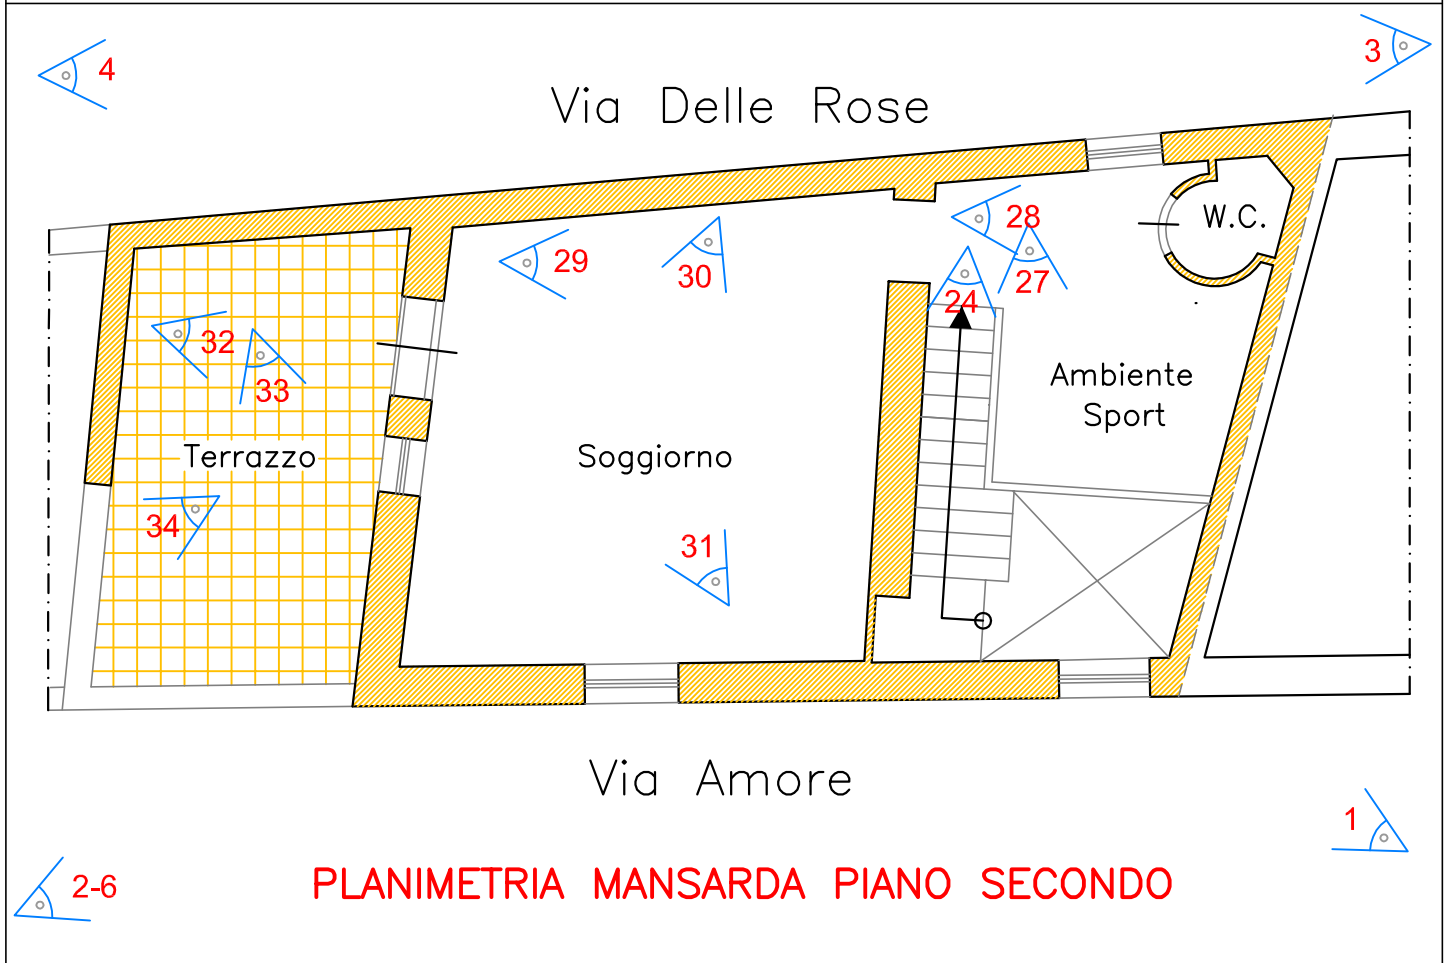 4
3
Via Delle Rose
28
W.C.
29
30
27
24
32
33
Ambiente
Sport
Terrazzo
Soggiorno
34
31
Via Amore
1
2-6
PLANIMETRIA MANSARDA PIANO SECONDO